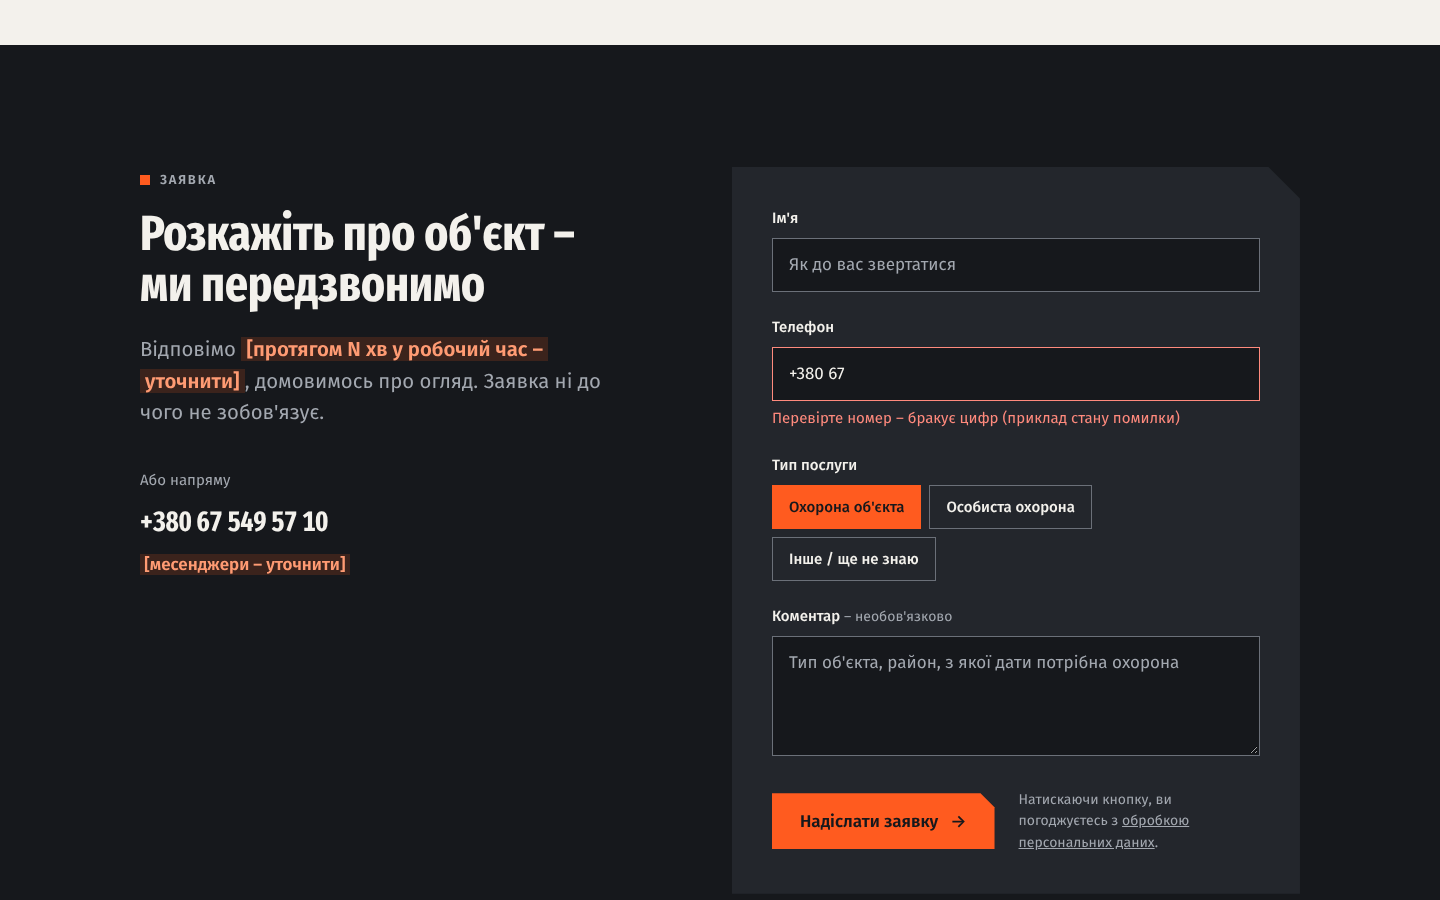 ЗАЯВКА
Розкажіть про об'єкт –
ми передзвонимо
Відповімо [протягом N хв у робочий час –
уточнити], домовимось про огляд. Заявка ні до
чого не зобов'язує.
Або напряму
+380 67 549 57 10
[месенджери – уточнити]
Ім'я
Як до вас звертатися
Телефон
+380 67
Перевірте номер – бракує цифр (приклад стану помилки)
Тип послуги
Охорона об'єкта
Особиста охорона
Інше / ще не знаю
Коментар – необов'язково
Тип об'єкта, район, з якої дати потрібна охорона
Надіслати заявку →
Натискаючи кнопку, ви
погоджуєтесь з обробкою
персональних даних.